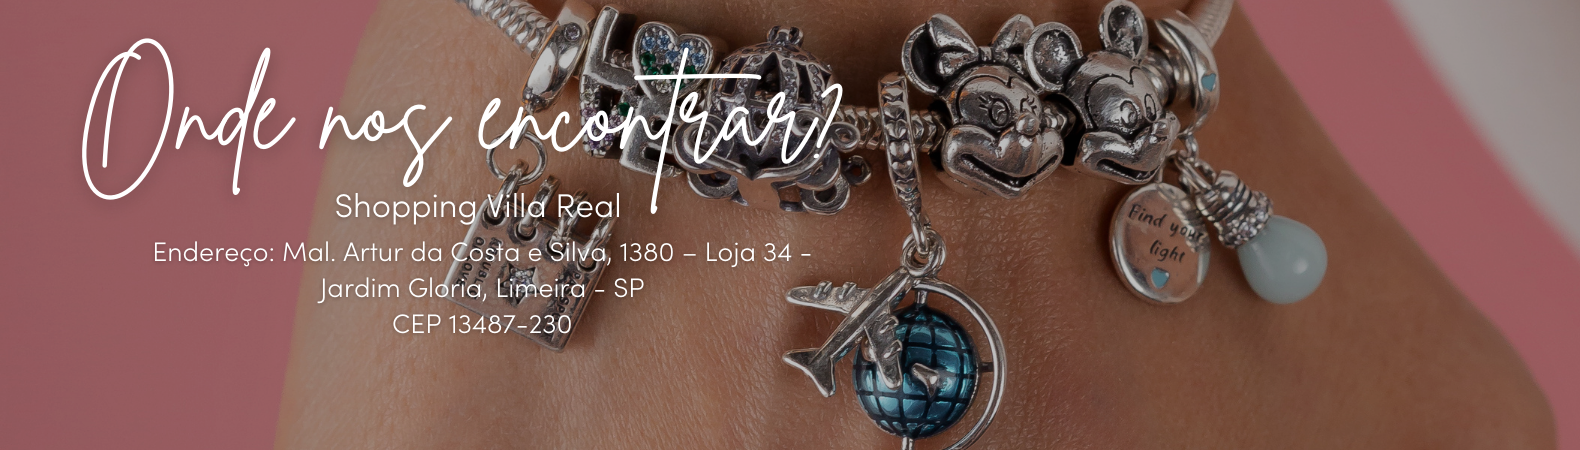 Onde nos encontrar?
Shopping Villa Real
Endereço: Mal. Artur da Costa e Silva, 1380 – Loja 34 -
Jardim Gloria, Limeira - SP
CEP 13487-230
Find your
light